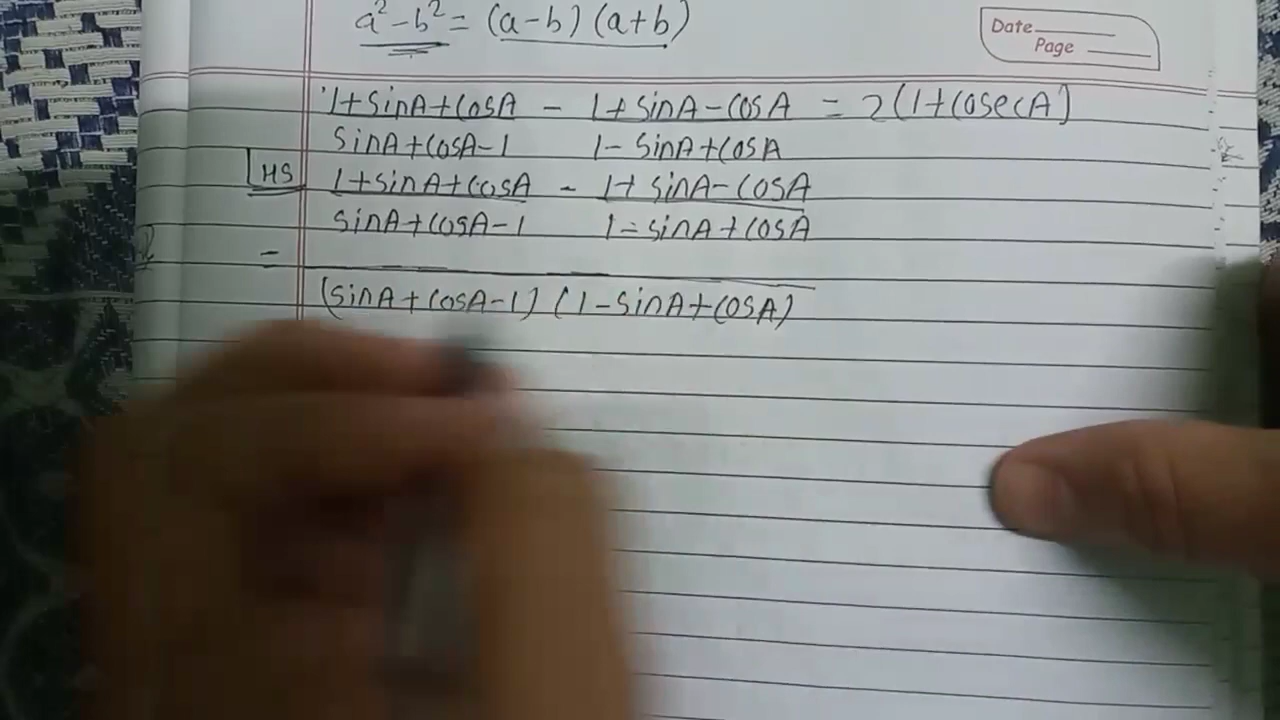 a² - b² = (a-b) (a+b)
Date
Page
1+sinA+cosA - 1+sinA-cosA = 2(1+cosecA)
sinA+cosA-1 1-sinA+cosA
LHS 1+sinA+cosA - 1+sinA-cosA
sinA+cosA-1 1-sinA+cosA
=
(sinA+cosA-1) (1-sinA+cosA)